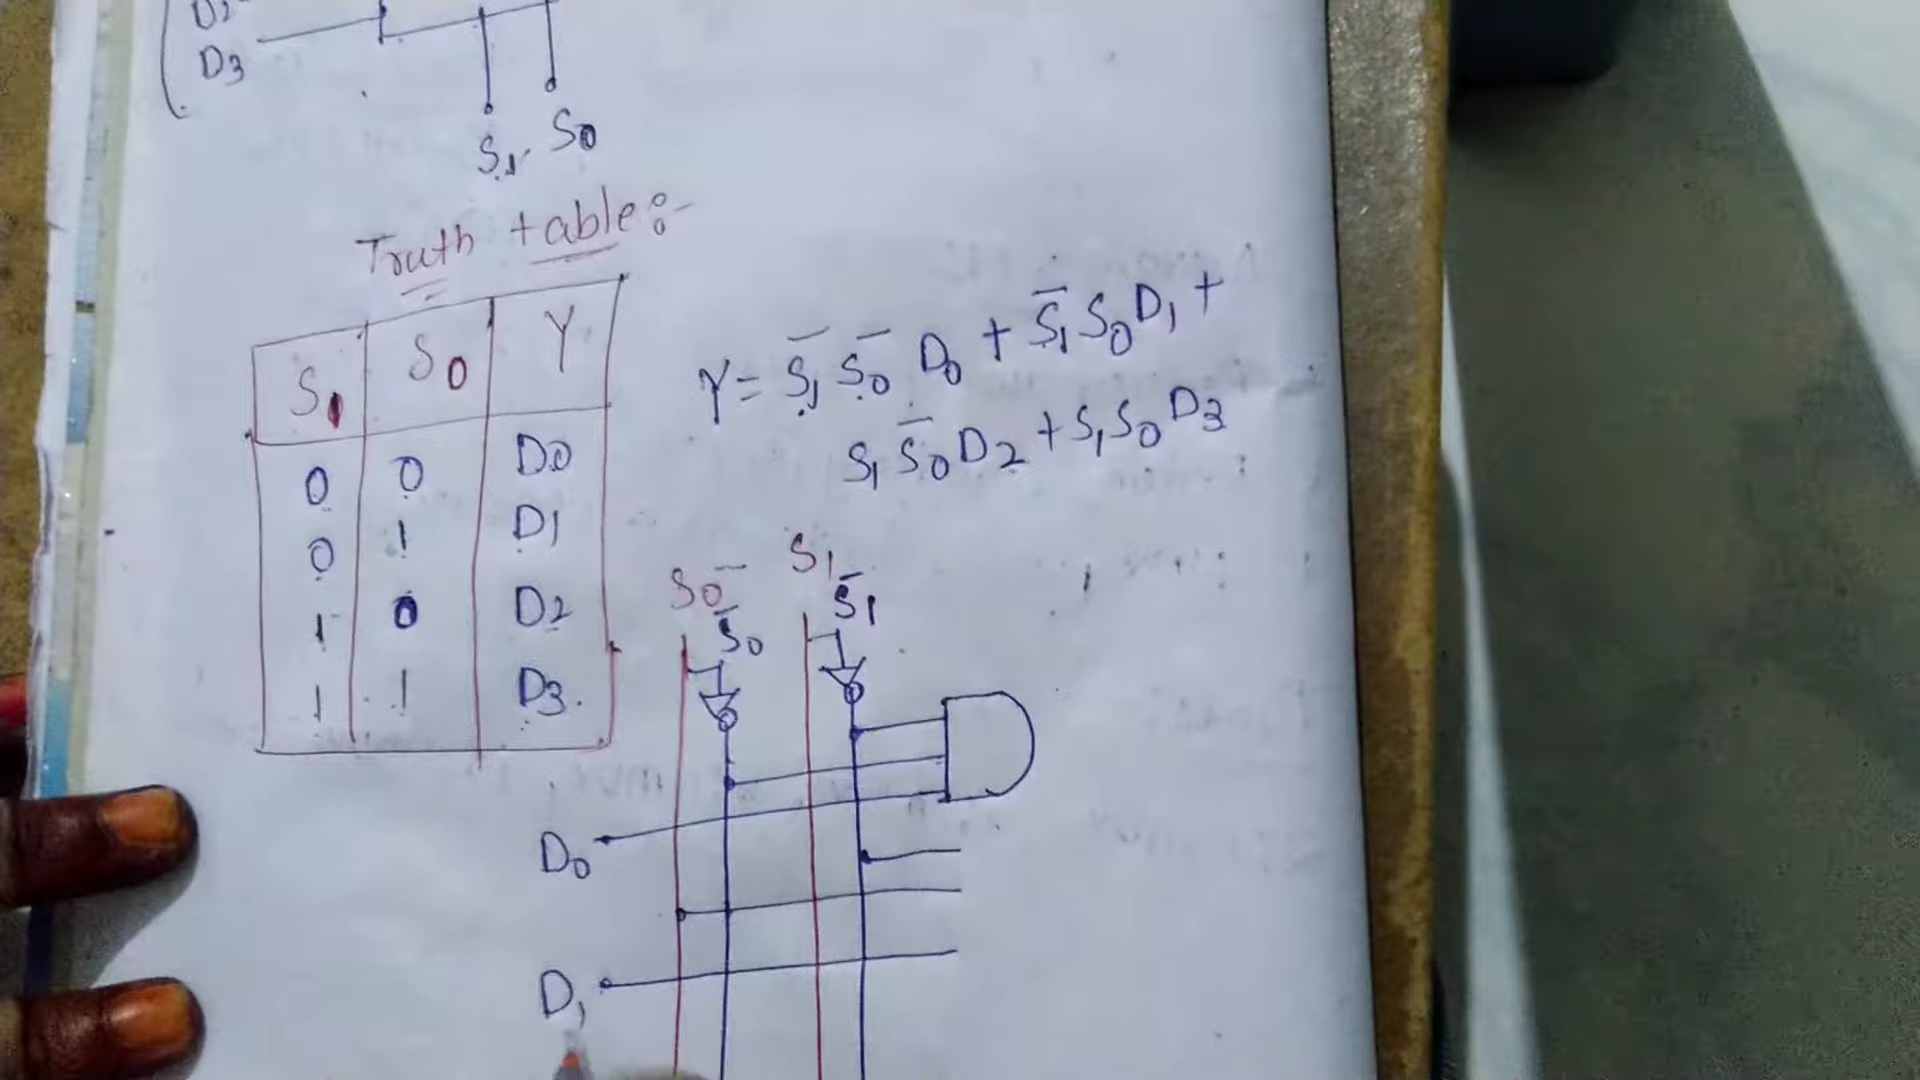 D2
D3
S1 S0
Truth table:-
S1 S0 Y
0 0 D0
0 1 D1
1 0 D2
1 1 D3
Y = S̅1 S̅0 D0 + S̅1 S0 D1 +
S1 S̅0 D2 + S1 S0 D3
S0 S1
S̅0 S̅1
D0
D1